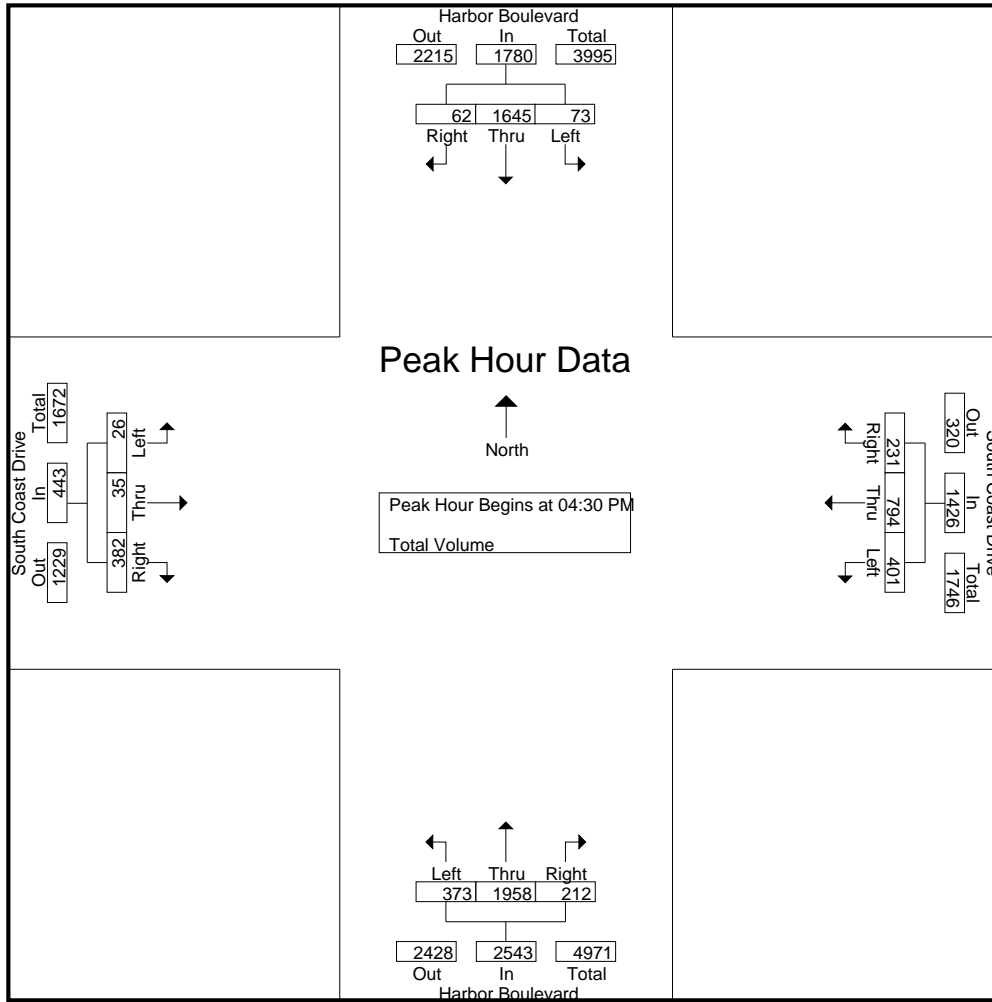 Harbor Boulevard
Out In Total
2215 1780 3995
62 1645 73
Right Thru Left
Peak Hour Data
North
Peak Hour Begins at 04:30 PM
Total Volume
South Coast Drive
Out In Total
1229 443 1672
26 35 382
Left Thru Right
South Coast Drive
Out In Total
320 1426 1746
231 794 401
Right Thru Left
Left Thru Right
373 1958 212
2428 2543 4971
Out In Total
Harbor Boulevard